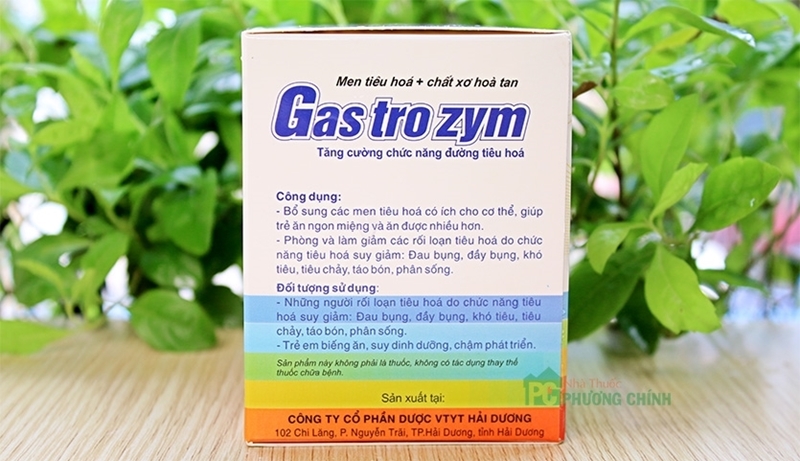 Men tiêu hoá + chất xơ hoà tan
Gastrozym
Tăng cường chức năng đường tiêu hoá
Công dụng:
- Bổ sung các men tiêu hoá có ích cho cơ thể, giúp
trẻ ăn ngon miệng và ăn được nhiều hơn.
- Phòng và làm giảm các rối loạn tiêu hoá do chức
năng tiêu hoá suy giảm: Đau bụng, đầy bụng, khó
tiêu, tiêu chảy, táo bón, phân sống.
Đối tượng sử dụng:
- Những người rối loạn tiêu hoá do chức năng tiêu
hoá suy giảm: Đau bụng, đầy bụng, khó tiêu, tiêu
chảy, táo bón, phân sống.
- Trẻ em biếng ăn, suy dinh dưỡng, chậm phát triển.
Sản phẩm này không phải là thuốc, không có tác dụng thay thế
thuốc chữa bệnh.
Sản xuất tại:
CÔNG TY CỔ PHẦN DƯỢC VTYT HẢI DƯƠNG
102 Chi Lăng, P. Nguyễn Trãi, TP.Hải Dương, tỉnh Hải Dương
PC
Nhà Thuốc
PHƯƠNG CHÍNH